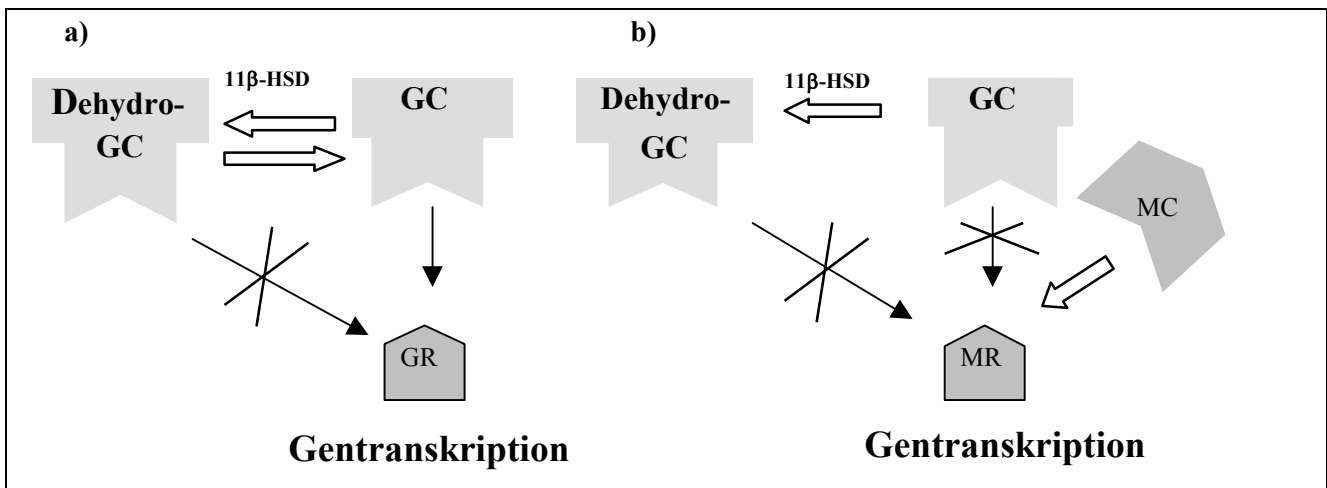 a)
11β-HSD
Dehydro-
GC
GC
GR
Gentranskription
b)
11β-HSD
Dehydro-
GC
GC
MC
MR
Gentranskription